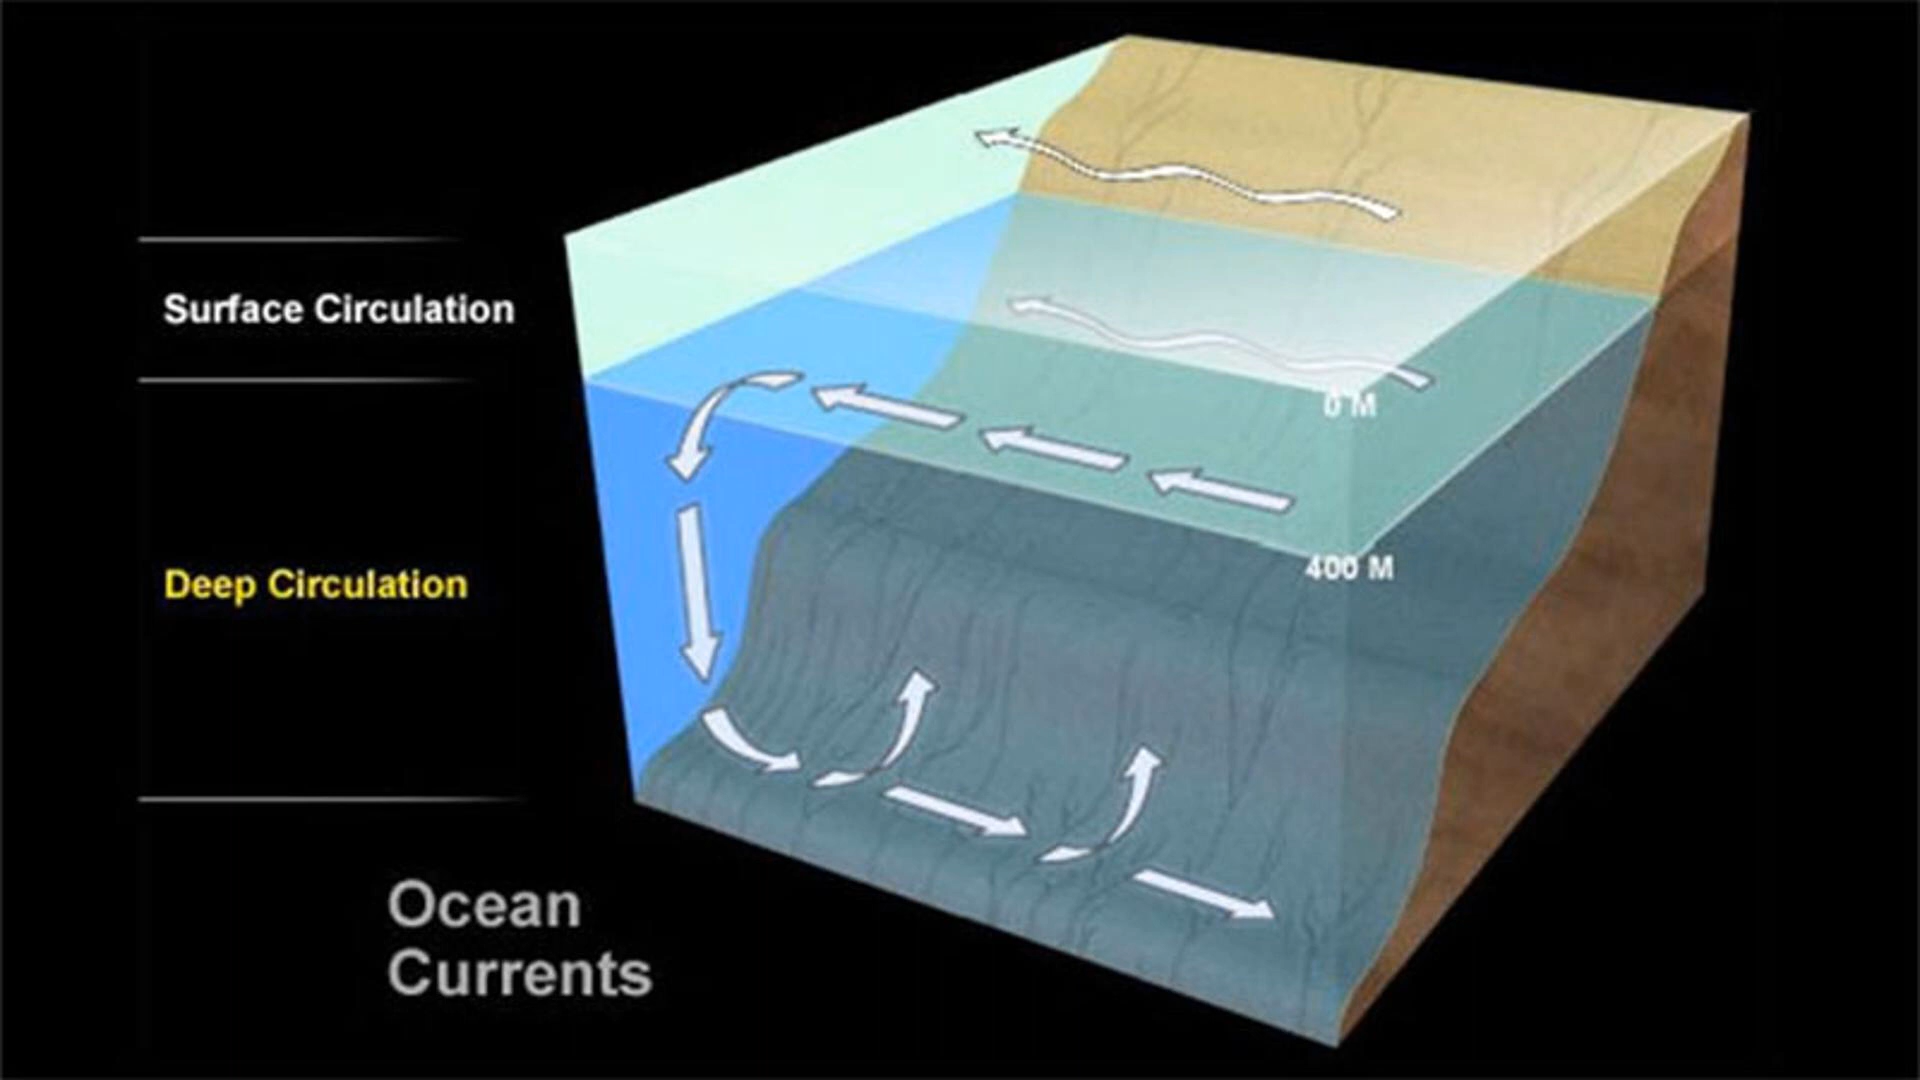 Surface Circulation
0 M
400 M
Deep Circulation
Ocean
Currents